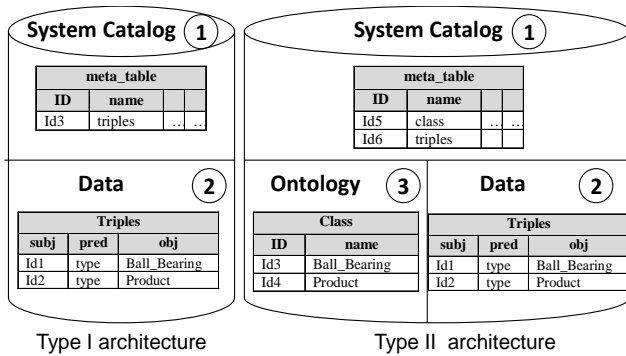 System Catalog 1
meta_table
ID name
Id3 triples … …
Data 2
Triples
subj pred obj
Id1 type Ball_Bearing
Id2 type Product
Type I architecture
System Catalog 1
meta_table
ID name
Id5 class … …
Id6 triples
Ontology 3
Class
ID name
Id3 Ball_Bearing
Id4 Product
Data 2
Triples
subj pred obj
Id1 type Ball_Bearing
Id2 type Product
Type II architecture